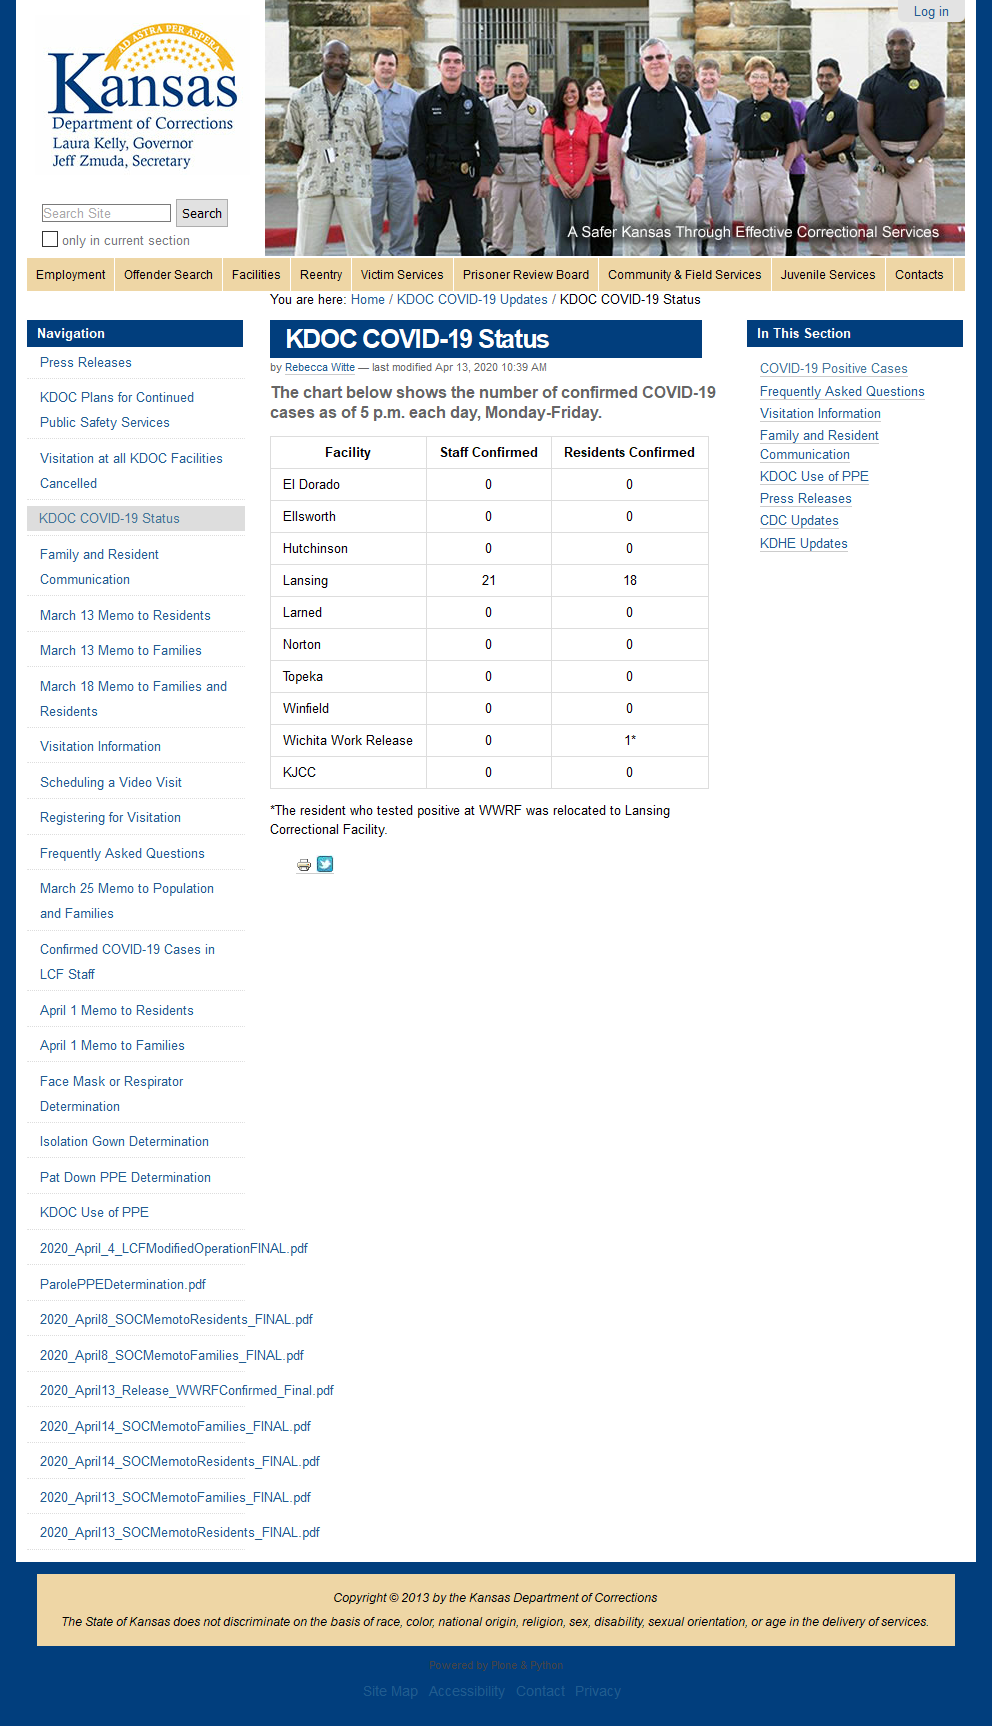 Log in
AD ASTRA PER ASPERA
Kansas
Department of Corrections
Laura Kelly, Governor
Jeff Zmuda, Secretary
Search Site
Search
only in current section
A Safer Kansas Through Effective Correctional Services
Employment Offender Search Facilities Reentry Victim Services Prisoner Review Board Community & Field Services Juvenile Services Contacts
You are here: Home / KDOC COVID-19 Updates / KDOC COVID-19 Status
Navigation
Press Releases
KDOC Plans for Continued
Public Safety Services
Visitation at all KDOC Facilities
Cancelled
KDOC COVID-19 Status
Family and Resident
Communication
March 13 Memo to Residents
March 13 Memo to Families
March 18 Memo to Families and
Residents
Visitation Information
Scheduling a Video Visit
Registering for Visitation
Frequently Asked Questions
March 25 Memo to Population
and Families
Confirmed COVID-19 Cases in
LCF Staff
April 1 Memo to Residents
April 1 Memo to Families
Face Mask or Respirator
Determination
Isolation Gown Determination
Pat Down PPE Determination
KDOC Use of PPE
2020_April_4_LCFModifiedOperationFINAL.pdf
ParolePPEDetermination.pdf
2020_April8_SOCMemotoResidents_FINAL.pdf
2020_April8_SOCMemotoFamilies_FINAL.pdf
2020_April13_Release_WWRFConfirmed_Final.pdf
2020_April14_SOCMemotoFamilies_FINAL.pdf
2020_April14_SOCMemotoResidents_FINAL.pdf
2020_April13_SOCMemotoFamilies_FINAL.pdf
2020_April13_SOCMemotoResidents_FINAL.pdf
KDOC COVID-19 Status
by Rebecca Witte — last modified Apr 13, 2020 10:39 AM
The chart below shows the number of confirmed COVID-19
cases as of 5 p.m. each day, Monday-Friday.
Facility Staff Confirmed Residents Confirmed
El Dorado 0 0
Ellsworth 0 0
Hutchinson 0 0
Lansing 21 18
Larned 0 0
Norton 0 0
Topeka 0 0
Winfield 0 0
Wichita Work Release 0 1*
KJCC 0 0
*The resident who tested positive at WWRF was relocated to Lansing
Correctional Facility.
In This Section
COVID-19 Positive Cases
Frequently Asked Questions
Visitation Information
Family and Resident
Communication
KDOC Use of PPE
Press Releases
CDC Updates
KDHE Updates
Copyright © 2013 by the Kansas Department of Corrections
The State of Kansas does not discriminate on the basis of race, color, national origin, religion, sex, disability, sexual orientation, or age in the delivery of services.
Powered by Plone & Python
Site Map Accessibility Contact Privacy